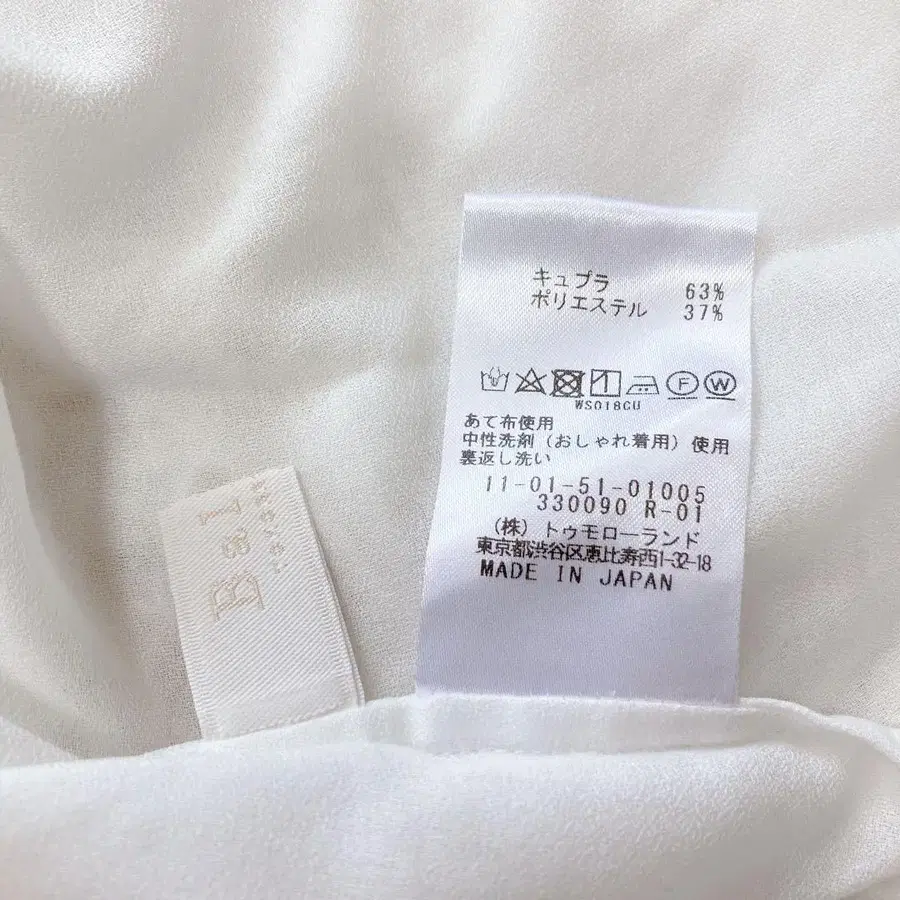 キュプラ 63%
ポリエステル 37%
F W
WS018CU
あて布使用
中性洗剤（おしゃれ着用）使用
裏返し洗い
11-01-51-01005
330090 R-01
(株) トゥモローランド
東京都渋谷区恵比寿西1-32-18
MADE IN JAPAN